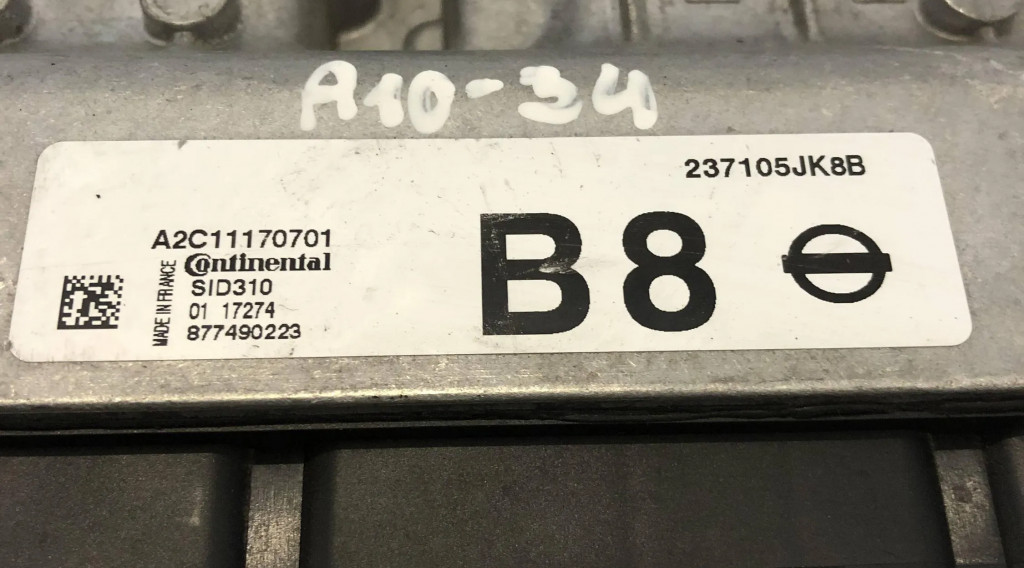 A10-34
237105JK8B
A2C11170701
Continental
MADE IN FRANCE
SID310
01 17274
877490223
B8